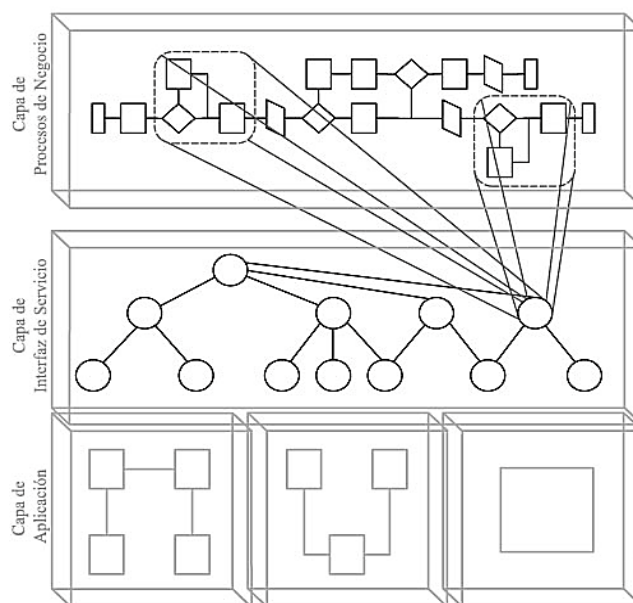 Capa de
Procesos de Negocio
Capa de
Interfaz de Servicio
Capa de
Aplicación